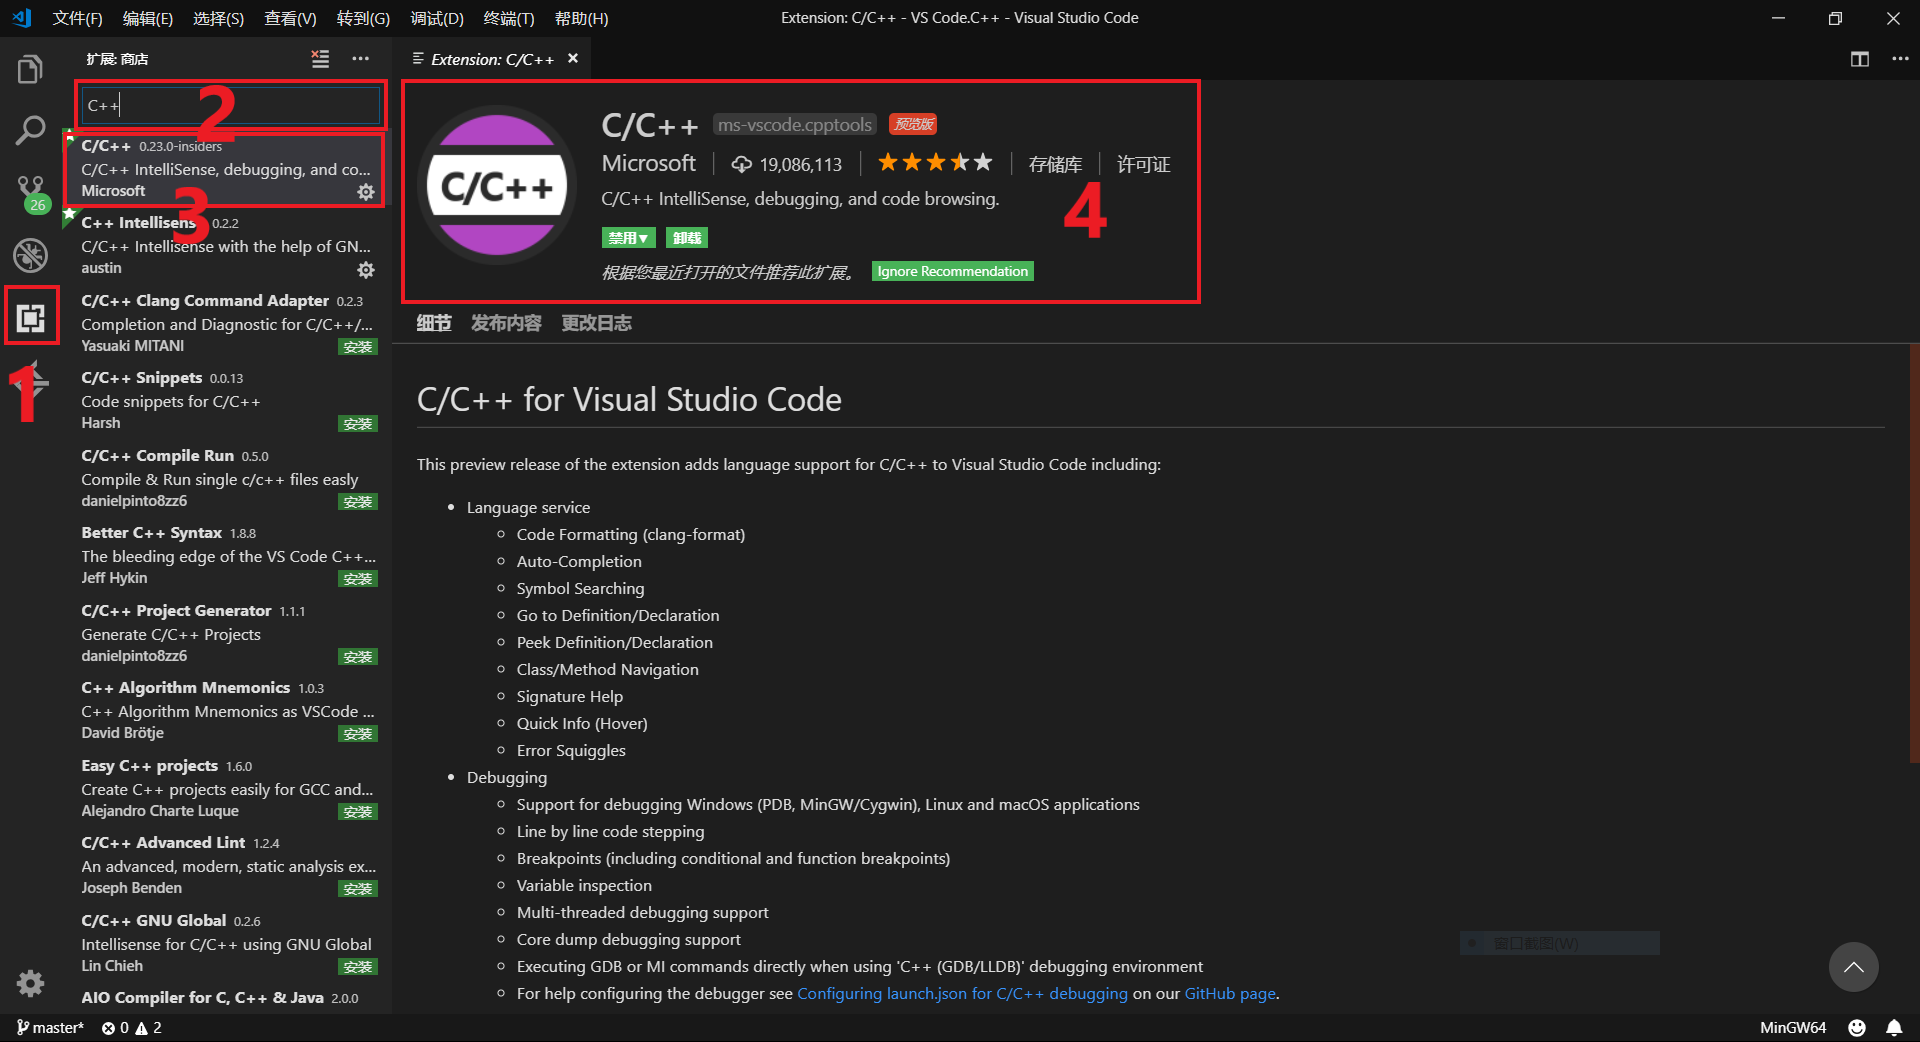 文件(F) 编辑(E) 选择(S) 查看(V) 转到(G) 调试(D) 终端(T) 帮助(H)
Extension: C/C++ - VS Code.C++ - Visual Studio Code
扩展: 商店
Extension: C/C++
C++
2
C/C++ 0.23.0-insiders
C/C++ IntelliSense, debugging, and co...
Microsoft
3
C++ Intellisens 0.2.2
C/C++ Intellisense with the help of GN...
austin
C/C++ Clang Command Adapter 0.2.3
Completion and Diagnostic for C/C++/...
Yasuaki MITANI
安装
C/C++ Snippets 0.0.13
Code snippets for C/C++
Harsh
安装
C/C++ Compile Run 0.5.0
Compile & Run single c/c++ files easly
danielpinto8zz6
安装
Better C++ Syntax 1.8.8
The bleeding edge of the VS Code C++...
Jeff Hykin
安装
C/C++ Project Generator 1.1.1
Generate C/C++ Projects
danielpinto8zz6
安装
C++ Algorithm Mnemonics 1.0.3
C++ Algorithm Mnemonics as VSCode ...
David Brötje
安装
Easy C++ projects 1.6.0
Create C++ projects easily for GCC and...
Alejandro Charte Luque
安装
C/C++ Advanced Lint 1.2.4
An advanced, modern, static analysis ex...
Joseph Benden
安装
C/C++ GNU Global 0.2.6
Intellisense for C/C++ using GNU Global
Lin Chieh
安装
AIO Compiler for C, C++ & Java 2.0.0
26
1
C/C++
C/C++ ms-vscode.cpptools 预览版
Microsoft 19,086,113 存储库 许可证
C/C++ IntelliSense, debugging, and code browsing.
4
禁用▼ 卸载
根据您最近打开的文件推荐此扩展。 Ignore Recommendation
细节 发布内容 更改日志
C/C++ for Visual Studio Code
This preview release of the extension adds language support for C/C++ to Visual Studio Code including:
Language service
Code Formatting (clang-format)
Auto-Completion
Symbol Searching
Go to Definition/Declaration
Peek Definition/Declaration
Class/Method Navigation
Signature Help
Quick Info (Hover)
Error Squiggles
Debugging
Support for debugging Windows (PDB, MinGW/Cygwin), Linux and macOS applications
Line by line code stepping
Breakpoints (including conditional and function breakpoints)
Variable inspection
Multi-threaded debugging support
Core dump debugging support
Executing GDB or MI commands directly when using 'C++ (GDB/LLDB)' debugging environment
For help configuring the debugger see Configuring launch.json for C/C++ debugging on our GitHub page.
窗口截图(W)
master* 0 2
MinGW64